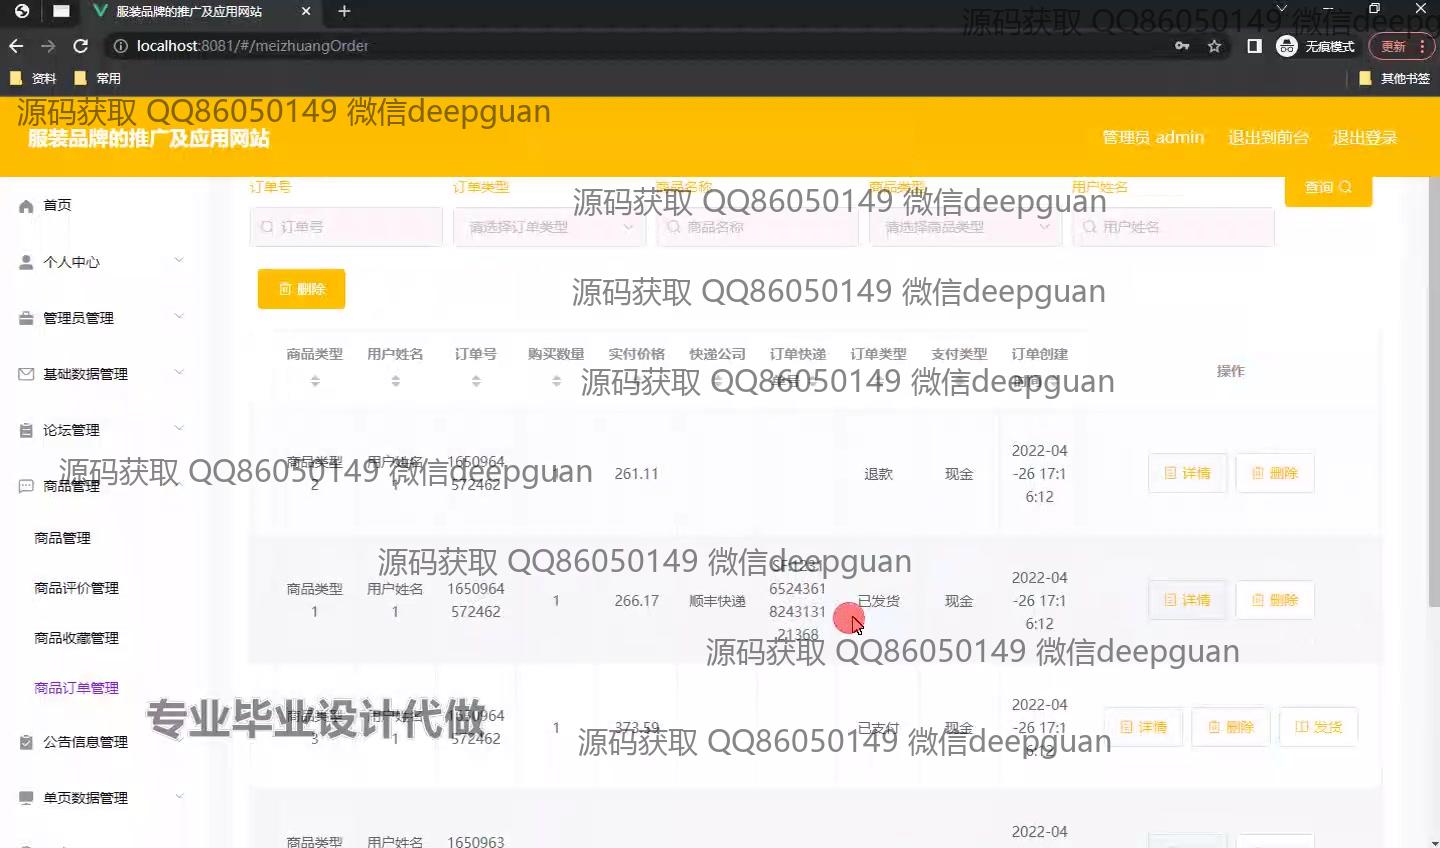 服装品牌的推广及应用网站
localhost:8081/#/meizhuangOrder
无痕模式
更新
资料
常用
其他书签
源码获取 QQ86050149 微信deepguan
源码获取 QQ86050149 微信deepguan
服装品牌的推广及应用网站
管理员 admin
退出到前台
退出登录
首页
个人中心
管理员管理
基础数据管理
论坛管理
商品管理
商品管理
商品评价管理
商品收藏管理
商品订单管理
公告信息管理
单页数据管理
订单号
订单类型
商品名称
商品类型
用户姓名
查询
源码获取 QQ86050149 微信deepguan
订单号
请选择订单类型
商品名称
请选择商品类型
用户姓名
删除
源码获取 QQ86050149 微信deepguan
商品类型 用户姓名 订单号 购买数量 实付价格 快递公司 订单快递 订单类型 支付类型 订单创建 操作
单号 时间
源码获取 QQ86050149 微信deepguan
商品类型 用户姓名 1650964 1 261.11 退款 现金 2022-04 详情 删除
2 1 572462 -26 17:1
6:12
源码获取 QQ86050149 微信deepguan
源码获取 QQ86050149 微信deepguan
商品类型 用户姓名 1650964 1 266.17 顺丰快递 已发货 现金 2022-04 详情 删除
1 1 572462 6524361 -26 17:1
8243131 6:12
21368
源码获取 QQ86050149 微信deepguan
专业毕业设计代做
商品类型 用户姓名 1650964 1 373.59 已支付 现金 2022-04 详情 删除 发货
3 1 572462 -26 17:1
6:12
源码获取 QQ86050149 微信deepguan
商品类型 用户姓名 1650963 2022-04